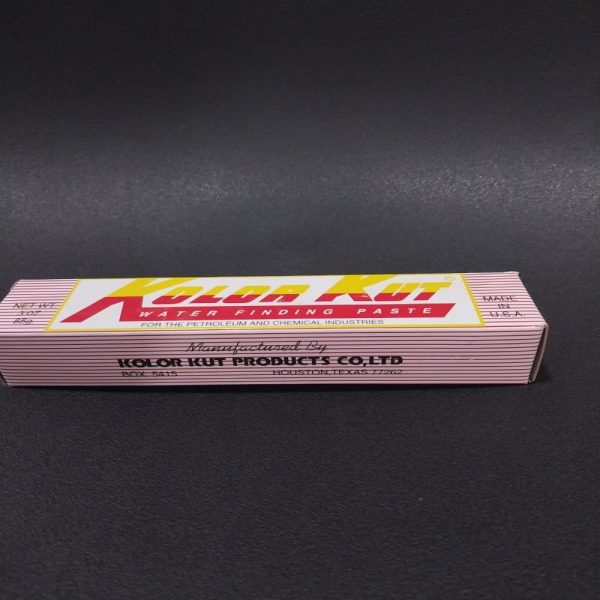 NET WT.
3 OZ
85g
KOLOR KUT®
WATER FINDING PASTE
FOR THE PETROLEUM AND CHEMICAL INDUSTRIES
MADE
IN
U.S.A
Manufactured By
KOLOR KUT PRODUCTS CO,LTD
BOX 5415 HOUSTON, TEXAS 77262